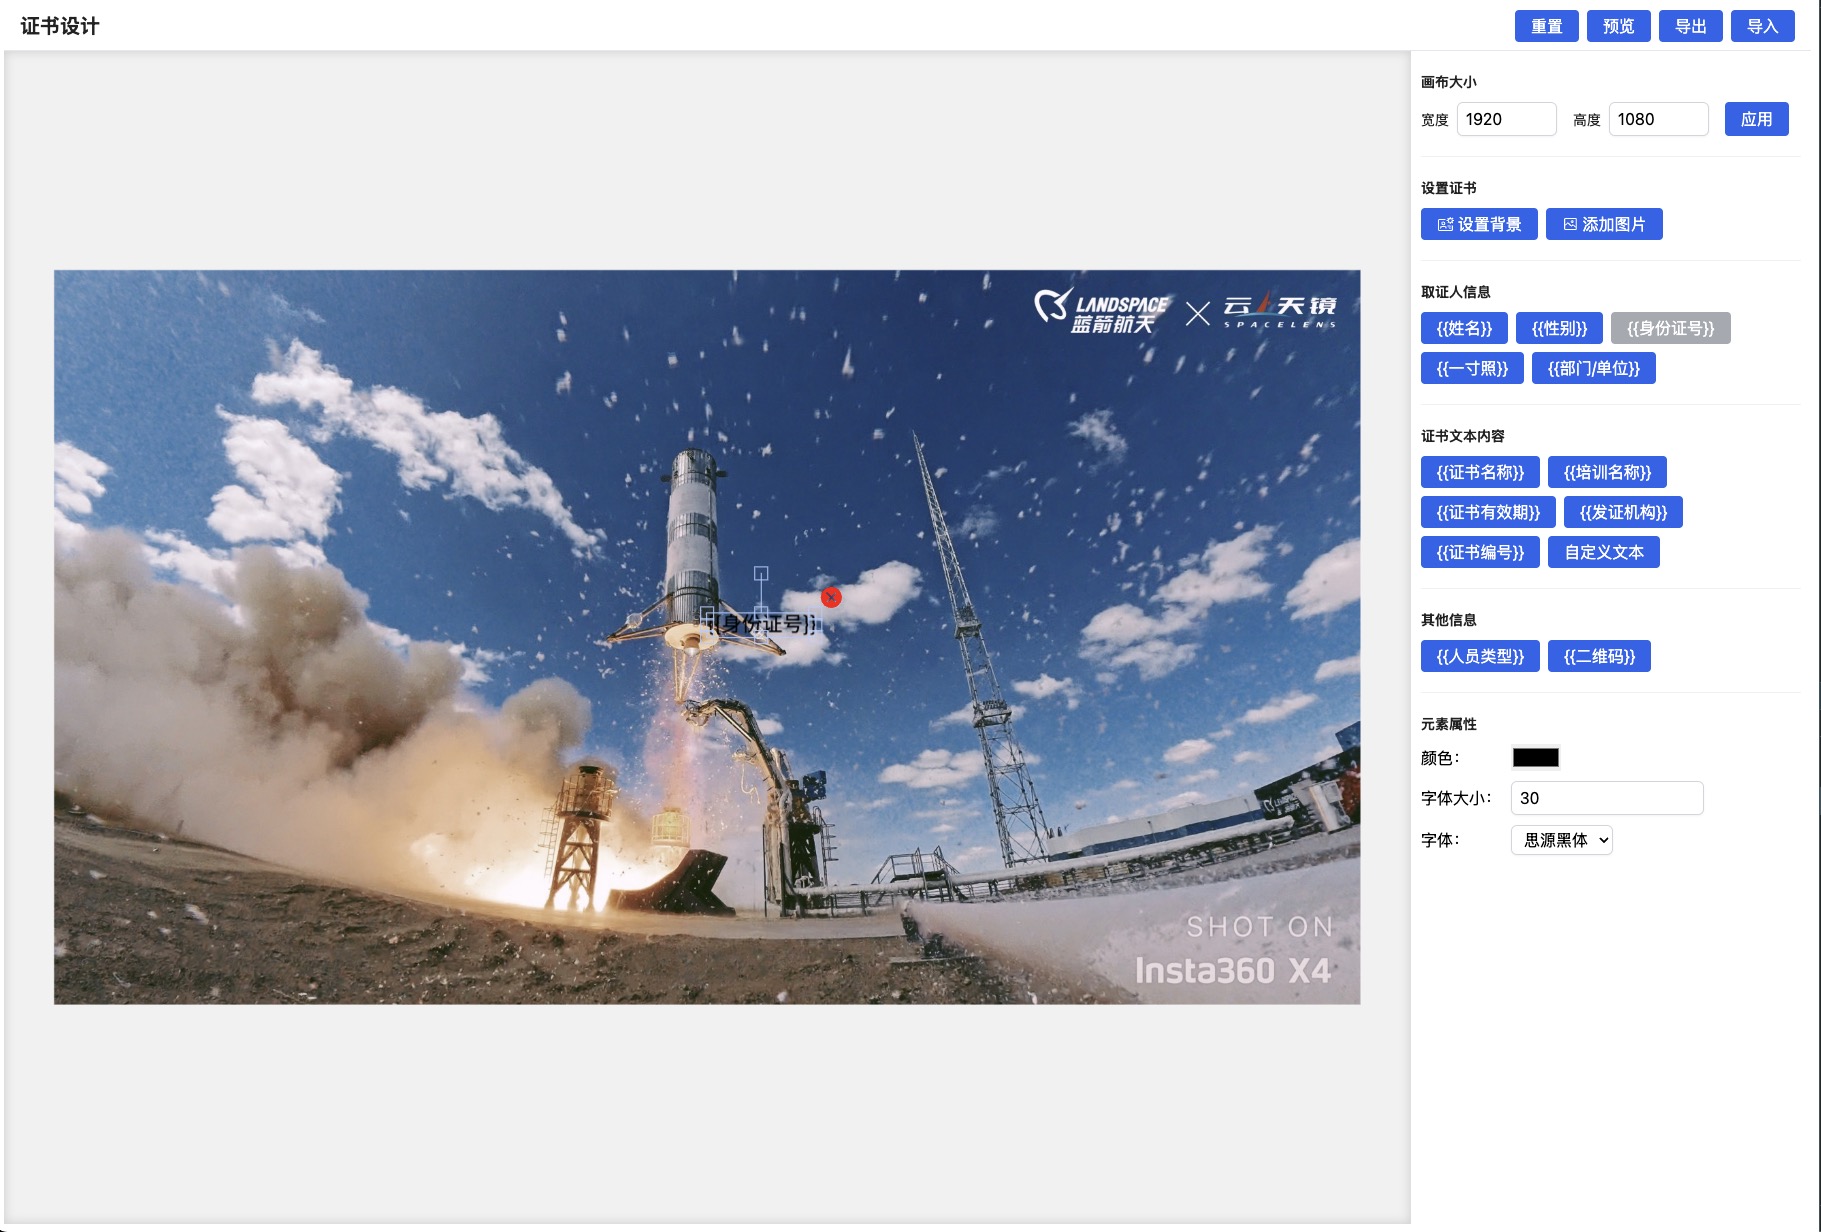 证书设计
重置 预览 导出 导入
画布大小
宽度 1920 高度 1080 应用
设置证书
设置背景 添加图片
取证人信息
{{姓名}} {{性别}} {{身份证号}}
{{一寸照}} {{部门/单位}}
证书文本内容
{{证书名称}} {{培训名称}}
{{证书有效期}} {{发证机构}}
{{证书编号}} 自定义文本
其他信息
{{人员类型}} {{二维码}}
元素属性
颜色：
字体大小： 30
字体： 思源黑体
LANDSPACE
蓝箭航天
云天镜
SPACELENS
{{身份证号}}
SHOT ON
Insta360 X4